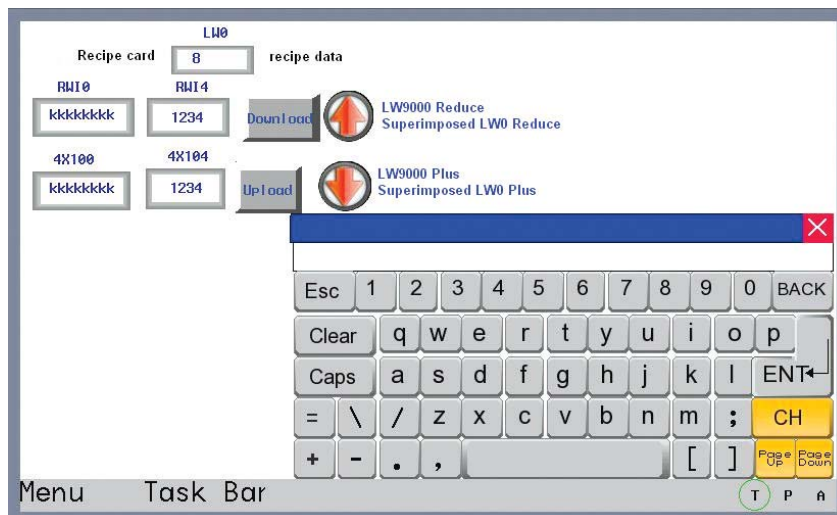 LW0
Recipe card 8 recipe data
RWI0 RWI4
kkkkkkkk 1234 Download LW9000 Reduce
Superimposed LW0 Reduce
4X100 4X104
kkkkkkkk 1234 Upload LW9000 Plus
Superimposed LW0 Plus
Esc 1 2 3 4 5 6 7 8 9 0 BACK
Clear q w e r t y u i o p
Caps a s d f g h j k l ENT
= \ / z x c v b n m ; CH
+ - . , [ ] Page Up Page Down
Menu Task Bar T P A